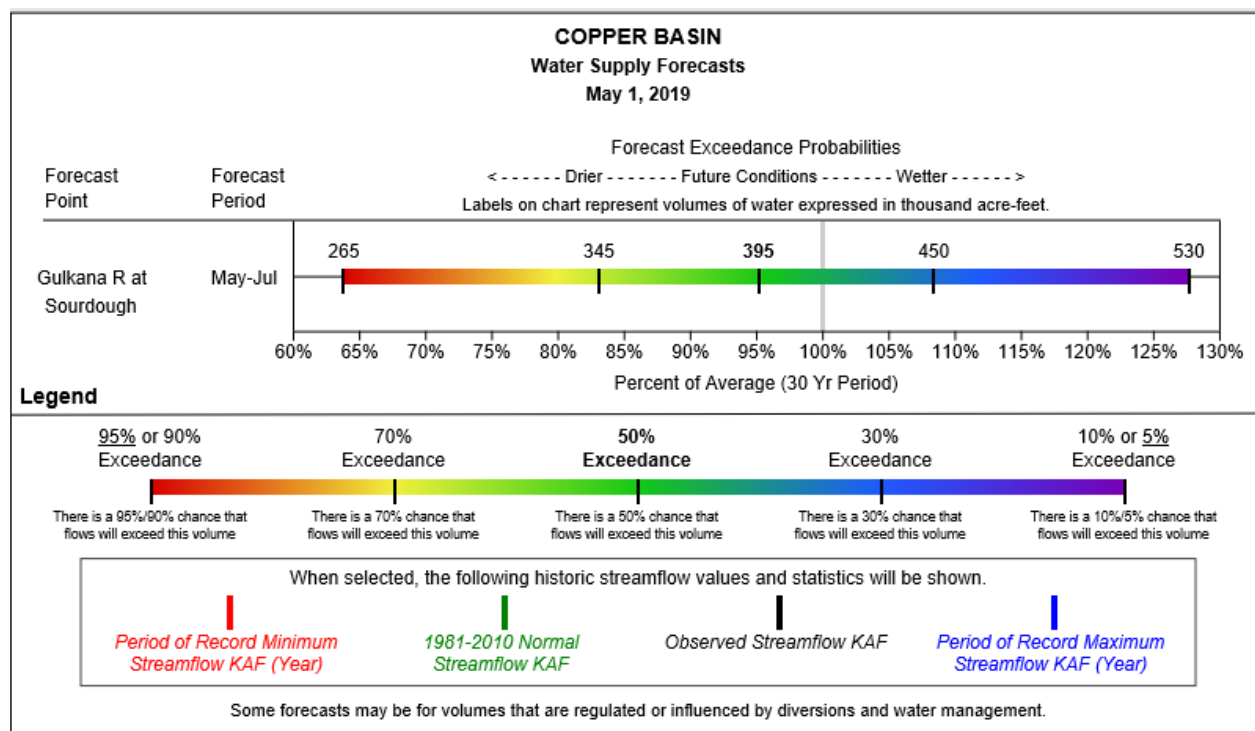 COPPER BASIN
Water Supply Forecasts
May 1, 2019
Forecast Exceedance Probabilities
Forecast Point
Forecast Period
<- - - - - - Drier - - - - - - - Future Conditions - - - - - - - Wetter - - - - - ->
Labels on chart represent volumes of water expressed in thousand acre-feet.
265 345 395 450 530
Gulkana R at
Sourdough
May-Jul
60% 65% 70% 75% 80% 85% 90% 95% 100% 105% 110% 115% 120% 125% 130%
Percent of Average (30 Yr Period)
Legend
95% or 90%
Exceedance
70%
Exceedance
50%
Exceedance
30%
Exceedance
10% or 5%
Exceedance
There is a 95%/90% chance that
flows will exceed this volume
There is a 70% chance that
flows will exceed this volume
There is a 50% chance that
flows will exceed this volume
There is a 30% chance that
flows will exceed this volume
There is a 10%/5% chance that
flows will exceed this volume
When selected, the following historic streamflow values and statistics will be shown.
Period of Record Minimum
Streamflow KAF (Year)
1981-2010 Normal
Streamflow KAF
Observed Streamflow KAF
Period of Record Maximum
Streamflow KAF (Year)
Some forecasts may be for volumes that are regulated or influenced by diversions and water management.